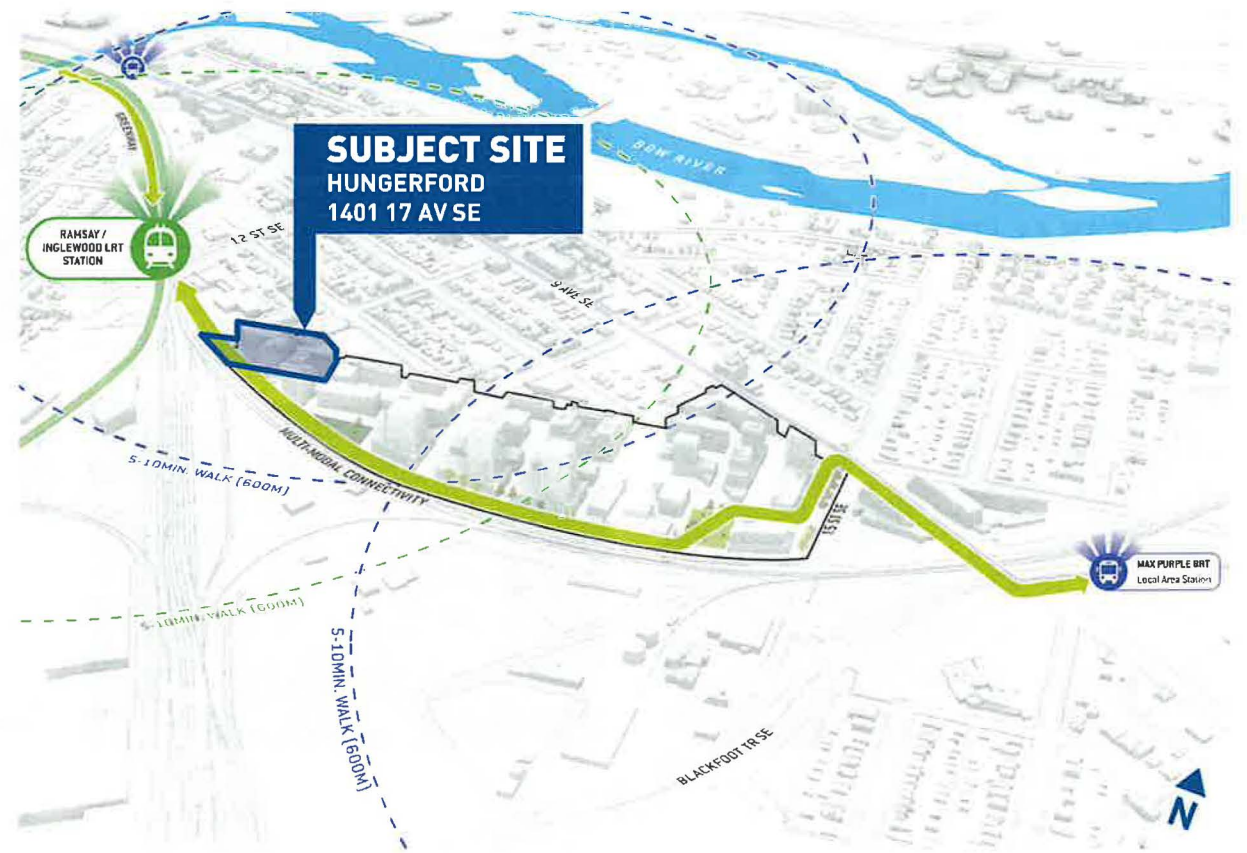 GREENWAY
SUBJECT SITE
HUNGERFORD
1401 17 AV SE
BOW RIVER
RAMSAY /
INGLEWOOD LRT
STATION
12 ST SE
9 AVE SE
5-10MIN. WALK (600M)
MULTI-MODAL CONNECTIVITY
15 ST SE
MAX PURPLE BRT
Local Area Station
5-10MIN. WALK (600M)
5-10MIN. WALK (600M)
BLACKFOOT TR SE
N